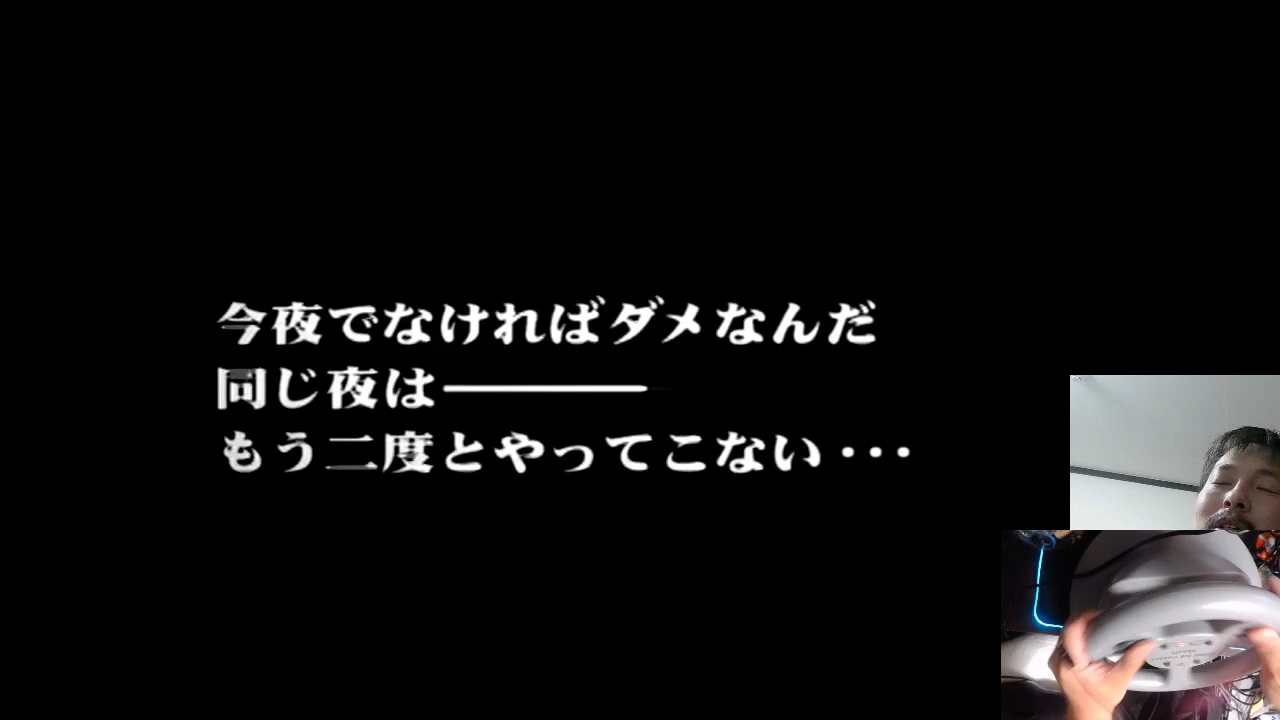 今夜でなければダメなんだ
同じ夜は――――
もう二度とやってこない・・・